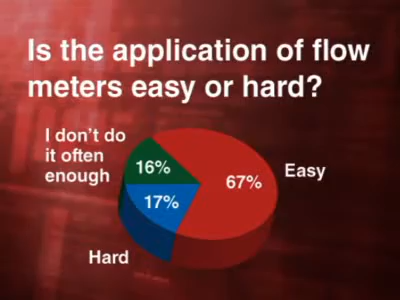 Is the application of flow
meters easy or hard?
I don't do
it often
enough
16%
67%
Easy
17%
Hard